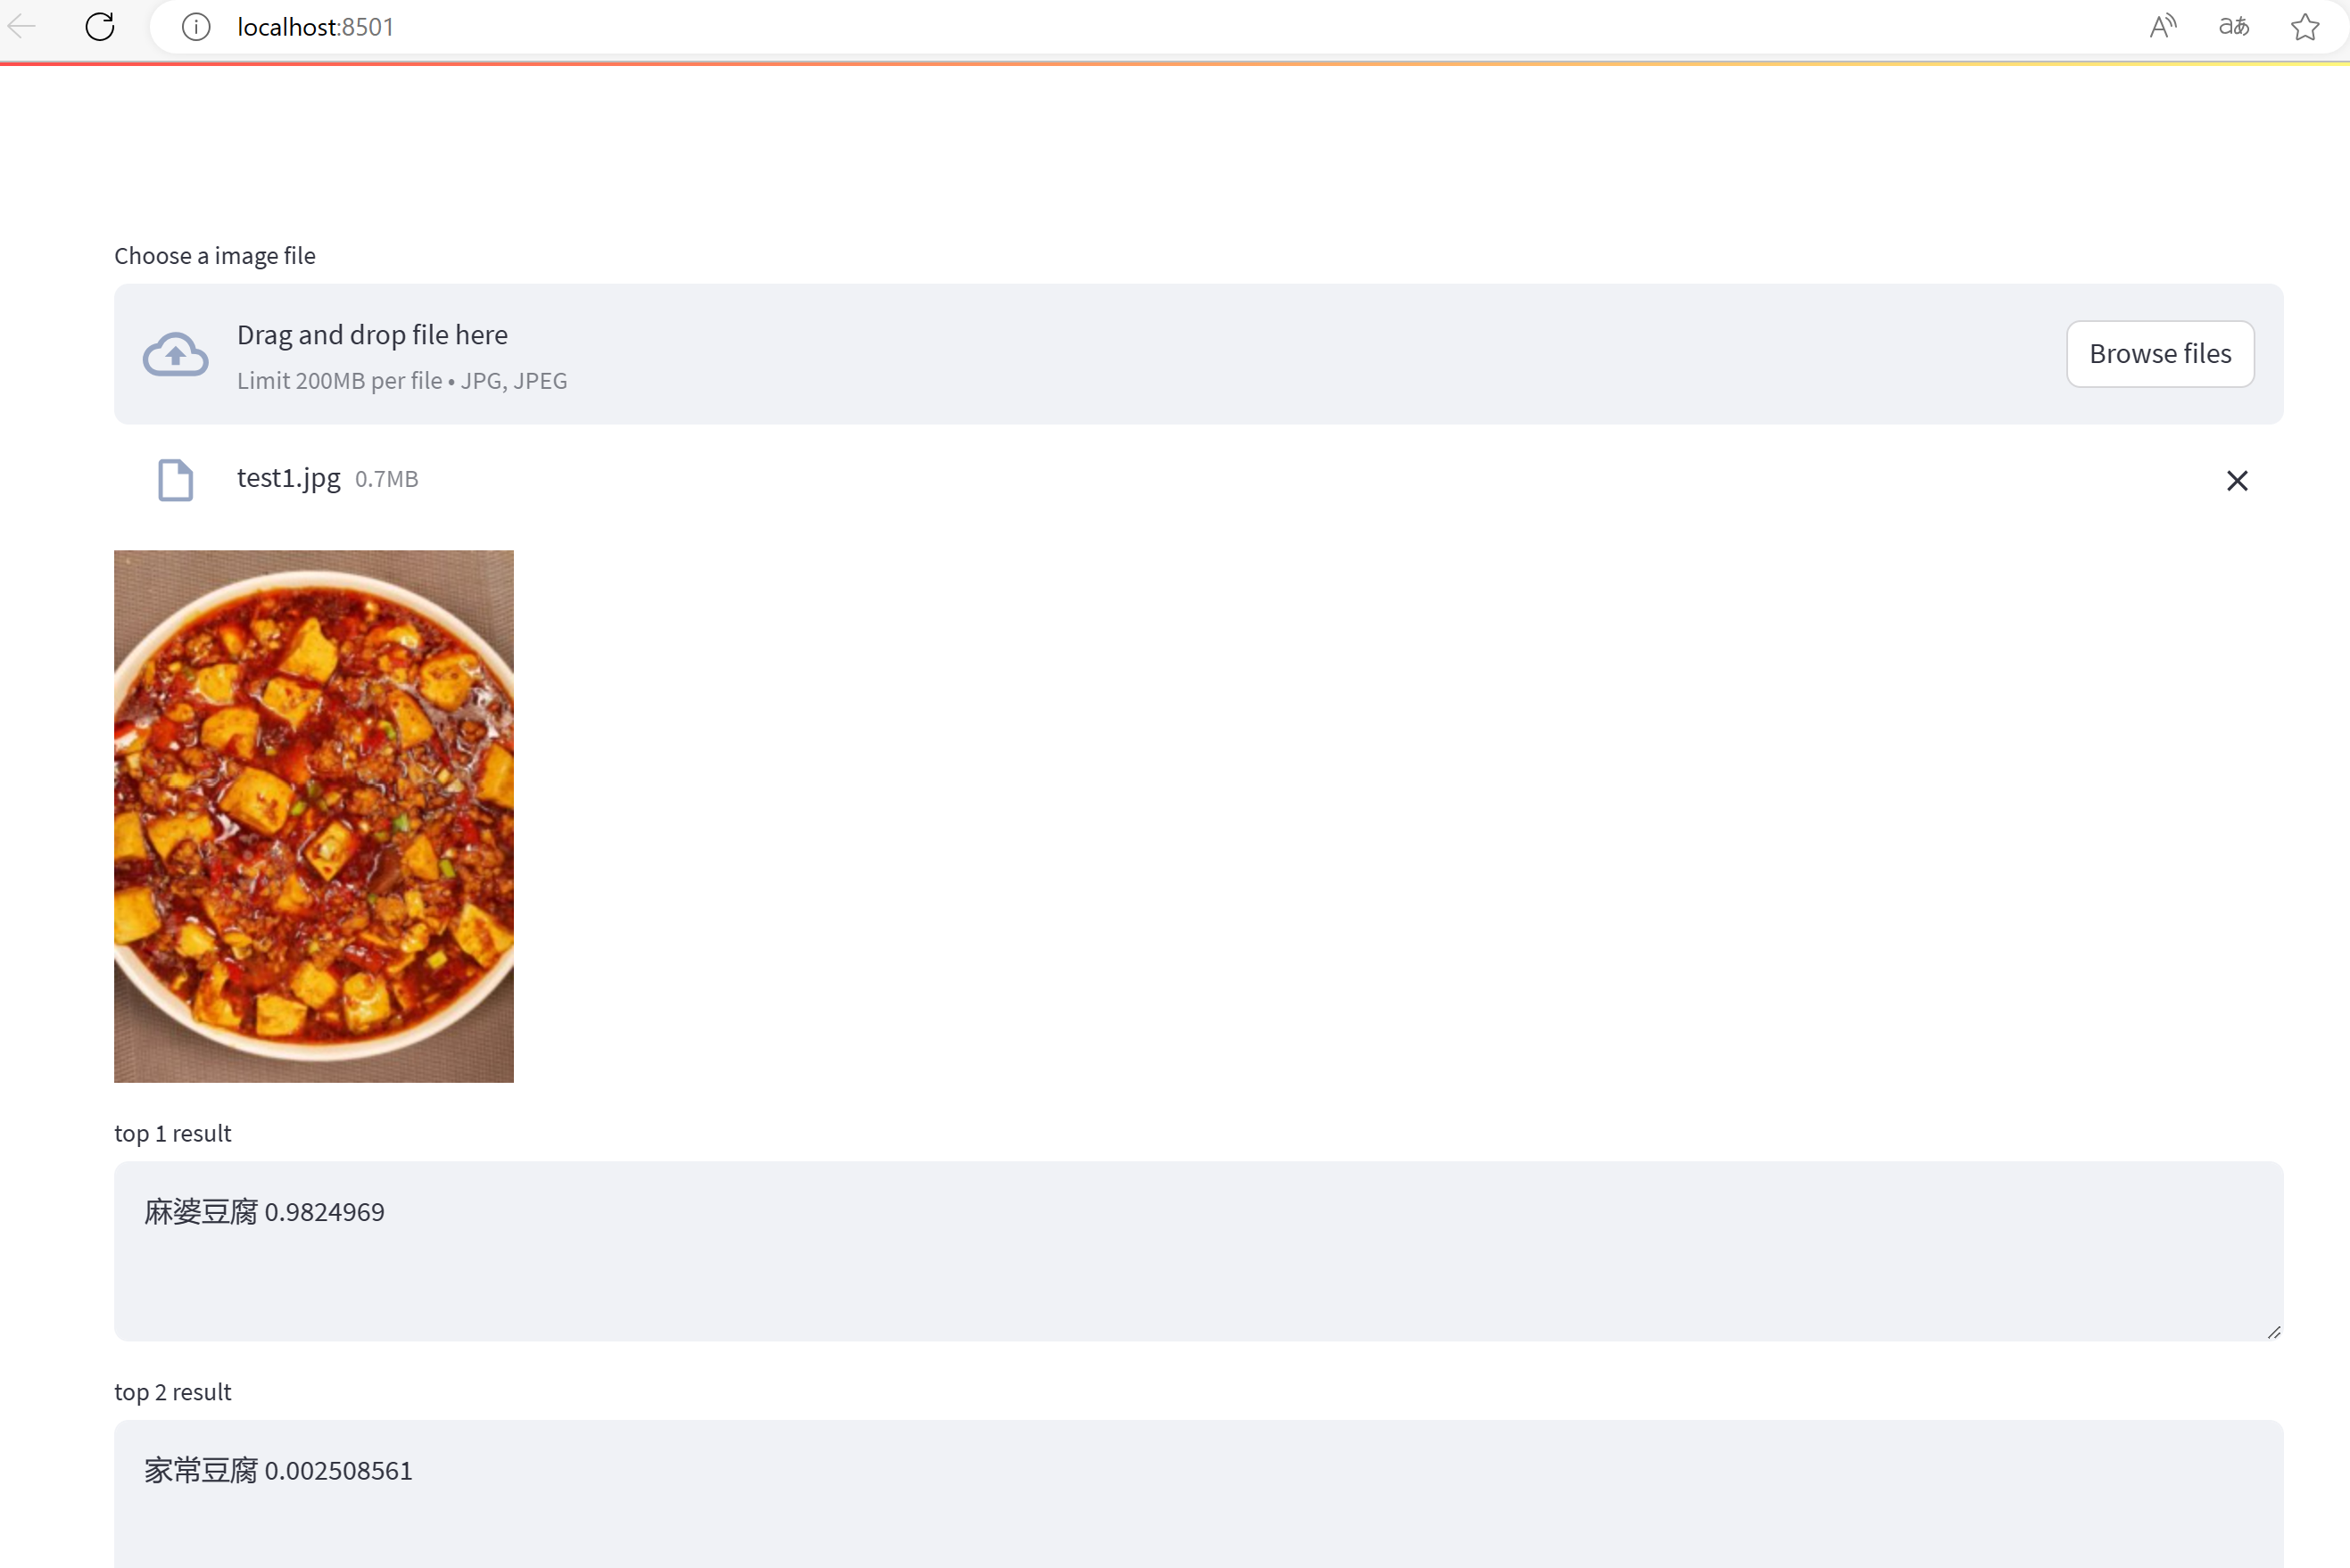 localhost:8501
Choose a image file
Drag and drop file here
Limit 200MB per file • JPG, JPEG
Browse files
test1.jpg 0.7MB
top 1 result
麻婆豆腐 0.9824969
top 2 result
家常豆腐 0.002508561